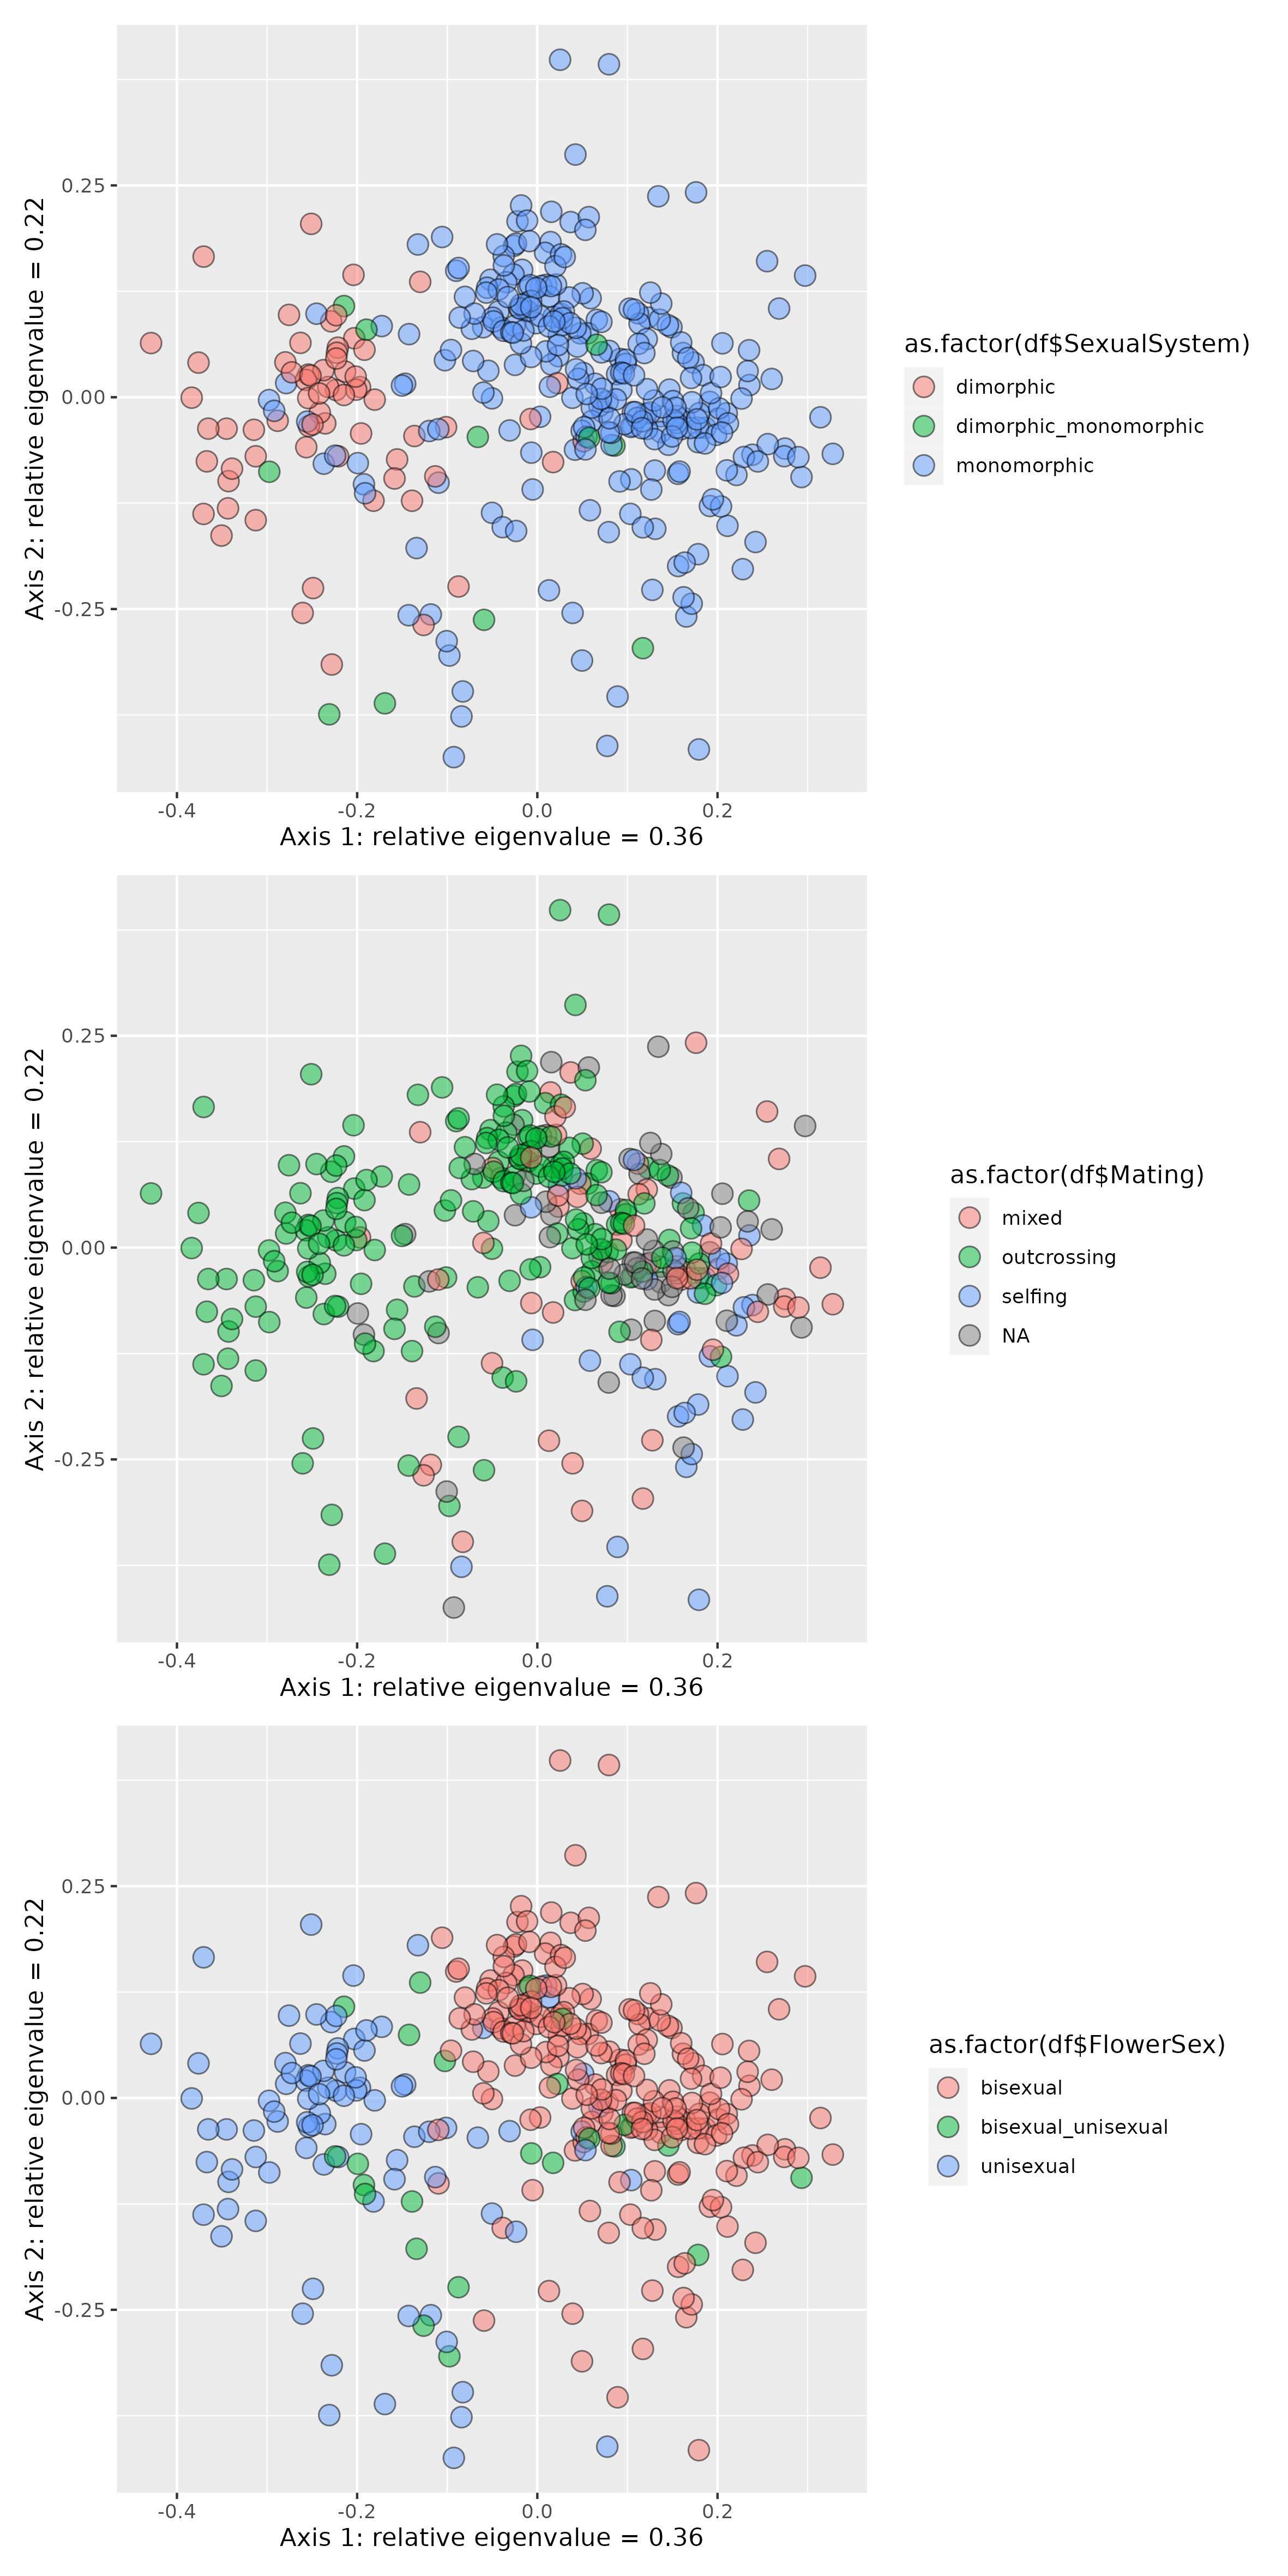 0.25
0.00
-0.25
Axis 2: relative eigenvalue = 0.22
-0.4 -0.2 0.0 0.2
Axis 1: relative eigenvalue = 0.36
as.factor(df$SexualSystem)
dimorphic
dimorphic_monomorphic
monomorphic
0.25
0.00
-0.25
Axis 2: relative eigenvalue = 0.22
-0.4 -0.2 0.0 0.2
Axis 1: relative eigenvalue = 0.36
as.factor(df$Mating)
mixed
outcrossing
selfing
NA
0.25
0.00
-0.25
Axis 2: relative eigenvalue = 0.22
-0.4 -0.2 0.0 0.2
Axis 1: relative eigenvalue = 0.36
as.factor(df$FlowerSex)
bisexual
bisexual_unisexual
unisexual